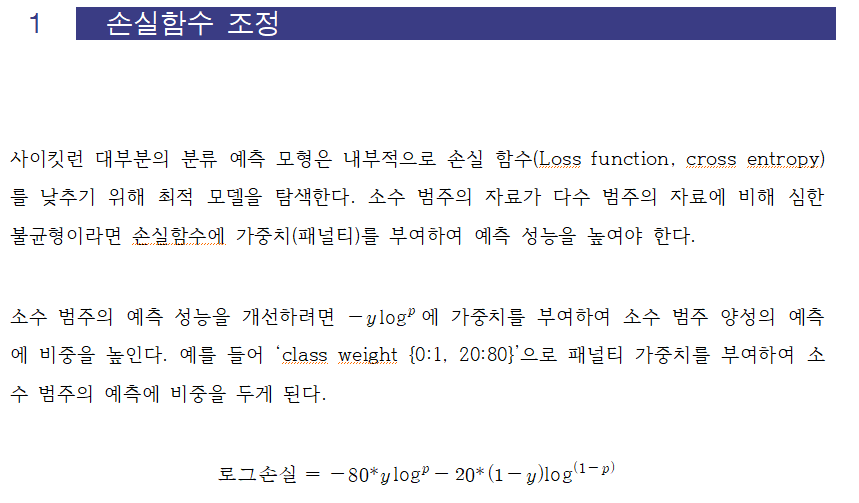 1 손실함수 조정
사이킷런 대부분의 분류 예측 모형은 내부적으로 손실 함수(Loss function, cross entropy)
를 낮추기 위해 최적 모델을 탐색한다. 소수 범주의 자료가 다수 범주의 자료에 비해 심한
불균형이라면 손실함수에 가중치(패널티)를 부여하여 예측 성능을 높여야 한다.
소수 범주의 예측 성능을 개선하려면 −y log^p 에 가중치를 부여하여 소수 범주 양성의 예측
에 비중을 높인다. 예를 들어 ‘class weight {0:1, 20:80}’으로 패널티 가중치를 부여하여 소
수 범주의 예측에 비중을 두게 된다.
로그손실 = −80*y log^p − 20*(1−y)log^(1−p)